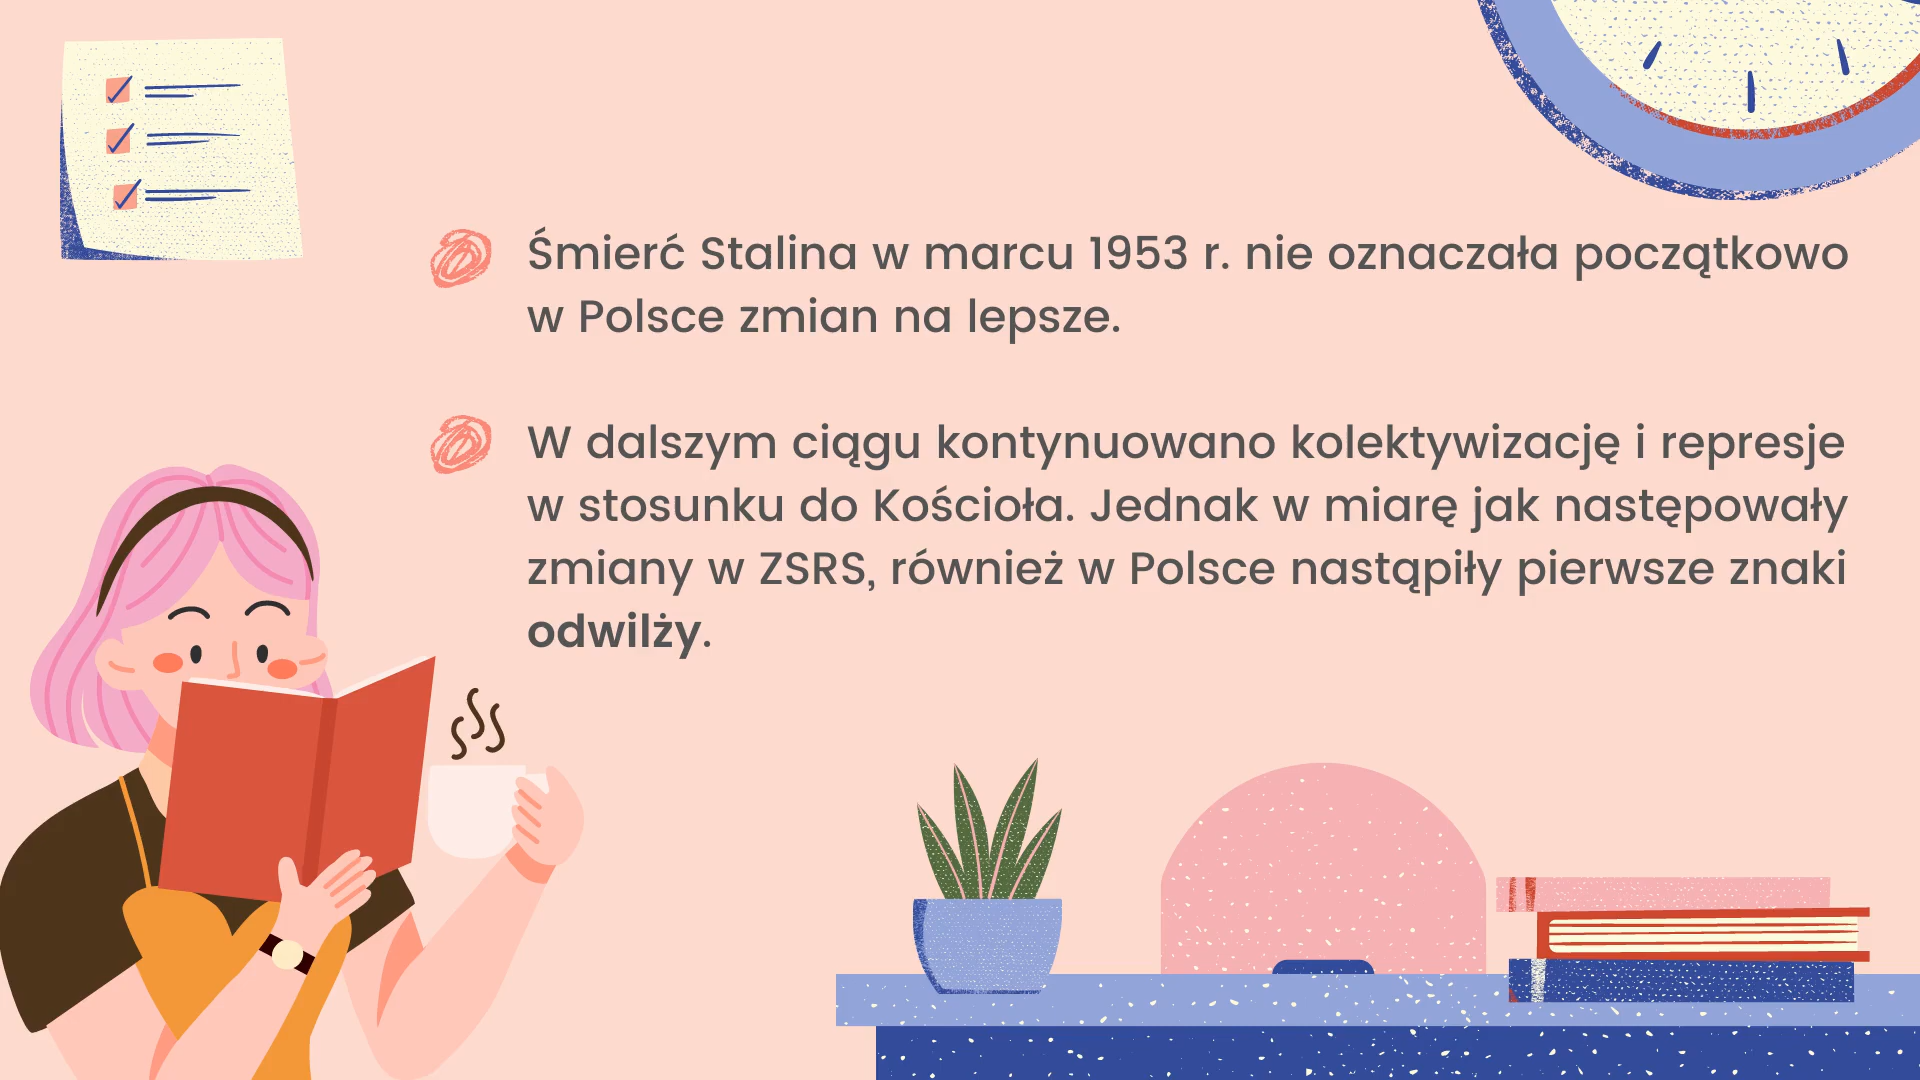 Śmierć Stalina w marcu 1953 r. nie oznaczała początkowo
w Polsce zmian na lepsze.
W dalszym ciągu kontynuowano kolektywizację i represje
w stosunku do Kościoła. Jednak w miarę jak następowały
zmiany w ZSRS, również w Polsce nastąpiły pierwsze znaki
odwilży.